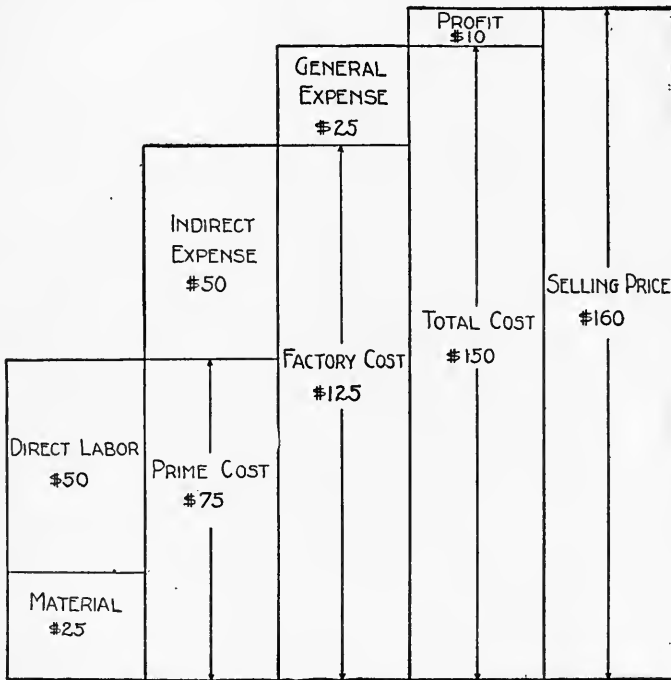 PROFIT
$10
GENERAL
EXPENSE
$25
INDIRECT
EXPENSE
$50
SELLING PRICE
$160
TOTAL COST
$150
FACTORY COST
$125
DIRECT LABOR
$50
PRIME COST
$75
MATERIAL
$25